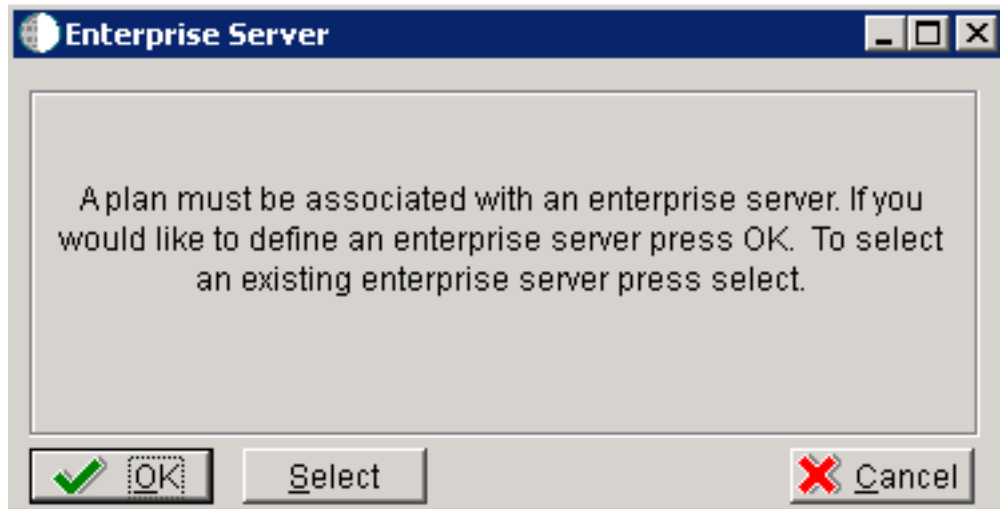 Enterprise Server
A plan must be associated with an enterprise server. If you
would like to define an enterprise server press OK.  To select
an existing enterprise server press select.
OK
Select
Cancel